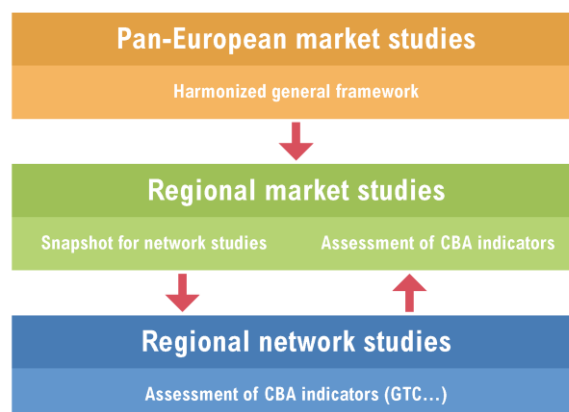 Pan-European market studies
Harmonized general framework
Regional market studies
Snapshot for network studies
Assessment of CBA indicators
Regional network studies
Assessment of CBA indicators (GTC...)